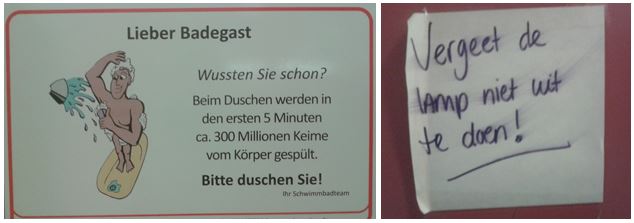 Lieber Badegast
Wussten Sie schon?
Beim Duschen werden in
den ersten 5 Minuten
ca. 300 Millionen Keime
vom Körper gespült.
Bitte duschen Sie!
Ihr Schwimmbadteam
Vergeet de
lamp niet uit
te doen!